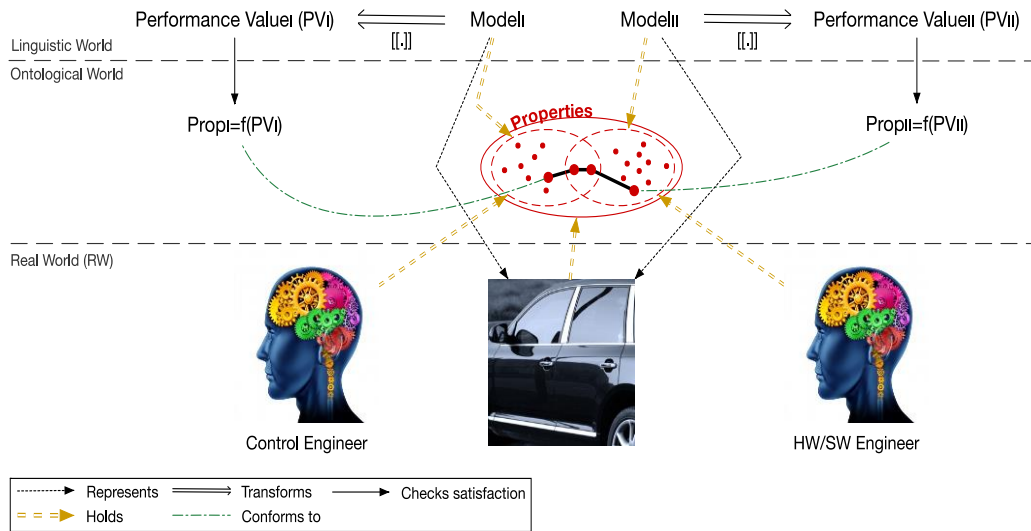 Performance ValueI (PVI)
ModelI
ModelII
Performance ValueII (PVII)
[[.]]
[[.]]
Linguistic World
Ontological World
Properties
PropI=f(PVI)
PropII=f(PVII)
Real World (RW)
Control Engineer
HW/SW Engineer
Represents
Transforms
Checks satisfaction
Holds
Conforms to